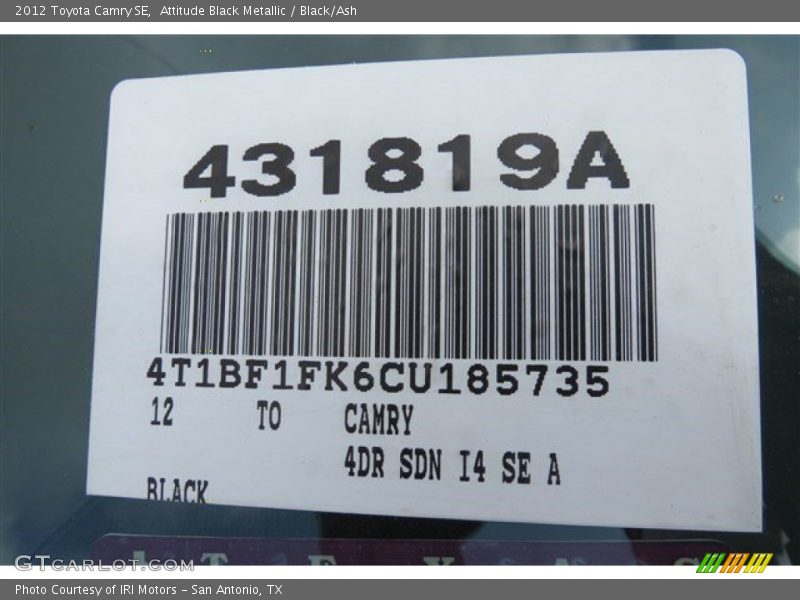 2012 Toyota Camry SE, Attitude Black Metallic / Black/Ash
431819A
4T1BF1FK6CU185735
12 TO CAMRY
4DR SDN I4 SE A
BLACK
T E X A S
GTCARLOT.COM
Photo Courtesy of IRI Motors – San Antonio, TX